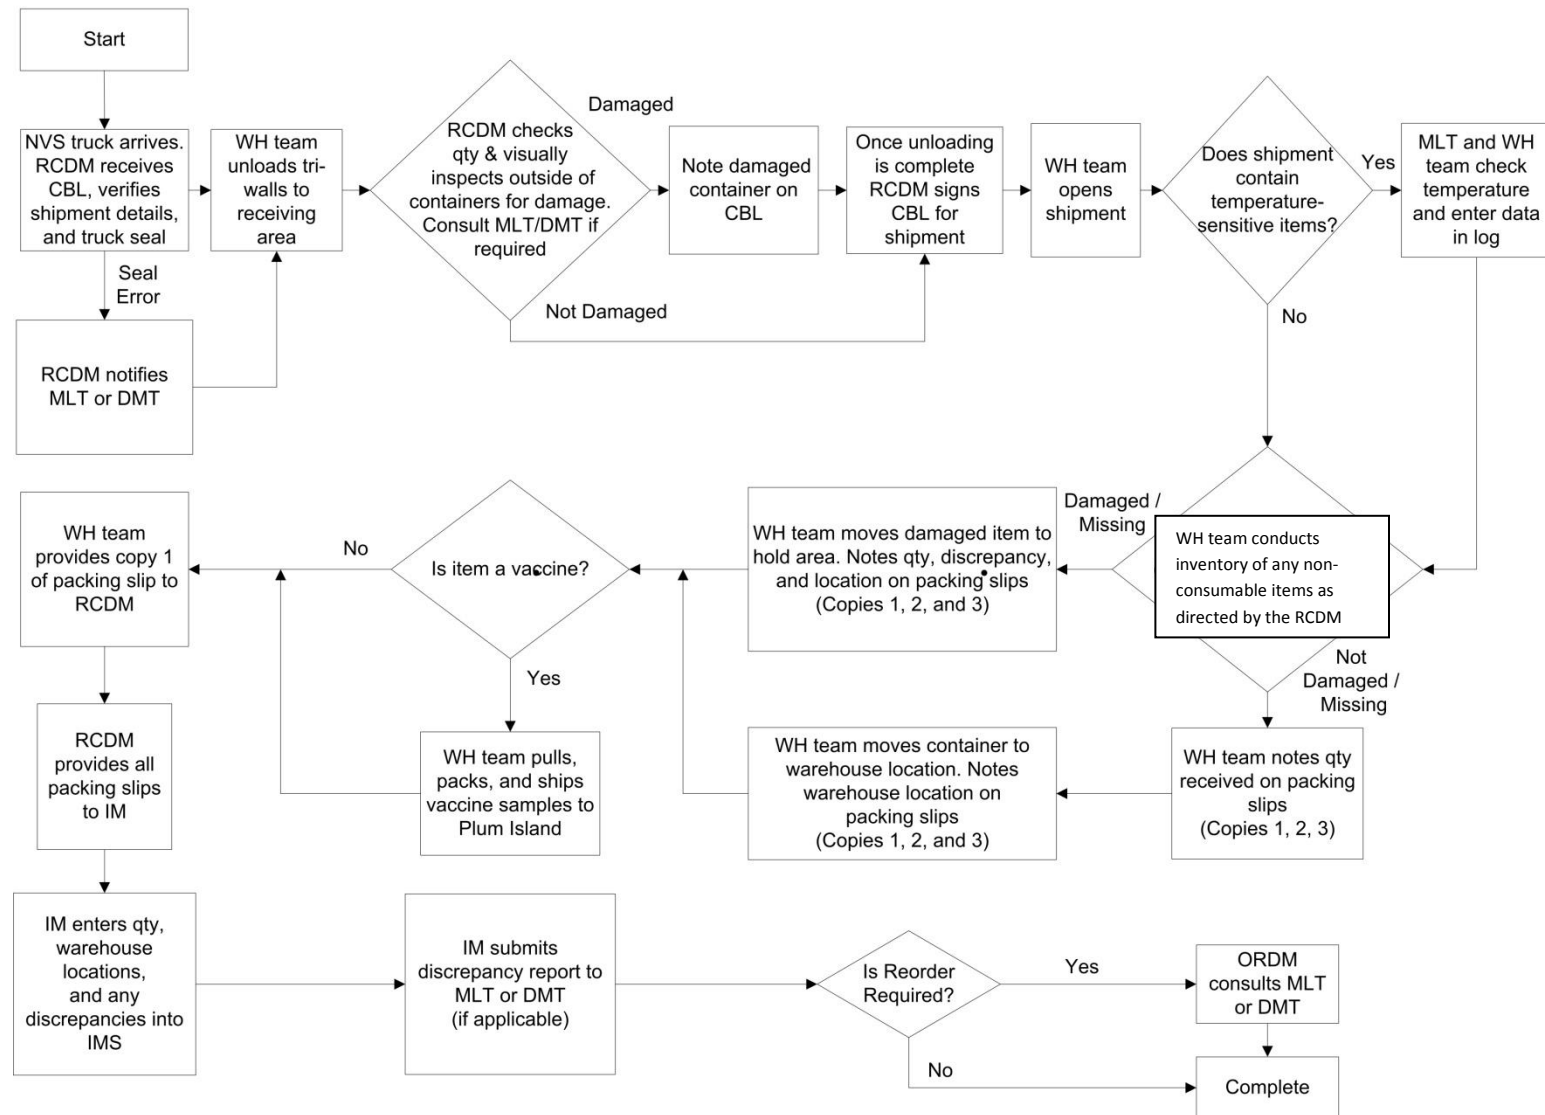 Start
NVS truck arrives.
RCDM receives
CBL, verifies
shipment details,
and truck seal
WH team
unloads tri-
walls to
receiving
area
RCDM checks
qty & visually
inspects outside of
containers for damage.
Consult MLT/DMT if
required
Damaged
Note damaged
container on
CBL
Once unloading
is complete
RCDM signs
CBL for
shipment
WH team
opens
shipment
Does shipment
contain
temperature-
sensitive items?
Yes
MLT and WH
team check
temperature
and enter data
in log
Seal
Error
Not Damaged
No
RCDM notifies
MLT or DMT
WH team
provides copy 1
of packing slip to
RCDM
No
Is item a vaccine?
WH team moves damaged item to
hold area. Notes qty, discrepancy,
and location on packing slips
(Copies 1, 2, and 3)
Damaged /
Missing
WH team conducts
inventory of any non-
consumable items as
directed by the RCDM
Not
Damaged /
Missing
Yes
RCDM
provides all
packing slips
to IM
WH team pulls,
packs, and ships
vaccine samples to
Plum Island
WH team moves container to
warehouse location. Notes
warehouse location on
packing slips
(Copies 1, 2, and 3)
WH team notes qty
received on packing
slips
(Copies 1, 2, 3)
IM enters qty,
warehouse
locations,
and any
discrepancies into
IMS
IM submits
discrepancy report to
MLT or DMT
(if applicable)
Is Reorder
Required?
Yes
ORDM
consults MLT
or DMT
No
Complete